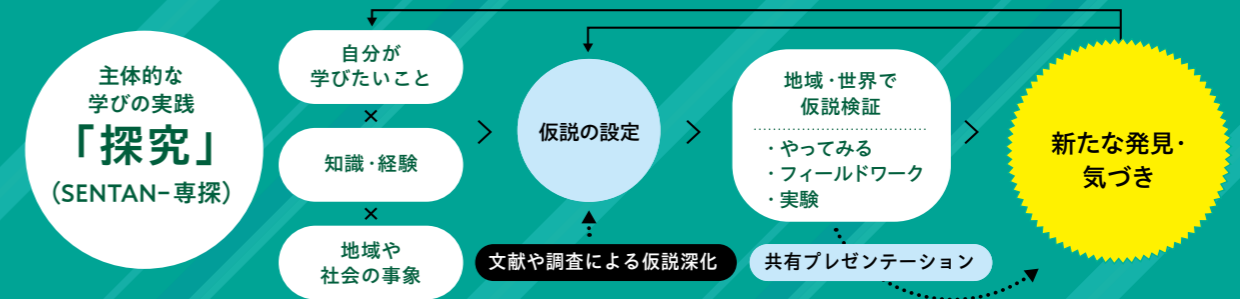 主体的な
学びの実践
「探究」
（SENTAN−専探）
自分が
学びたいこと
×
知識・経験
×
地域や
社会の事象
仮説の設定
文献や調査による仮説深化
地域・世界で
仮説検証
・やってみる
・フィールドワーク
・実験
共有プレゼンテーション
新たな発見・
気づき